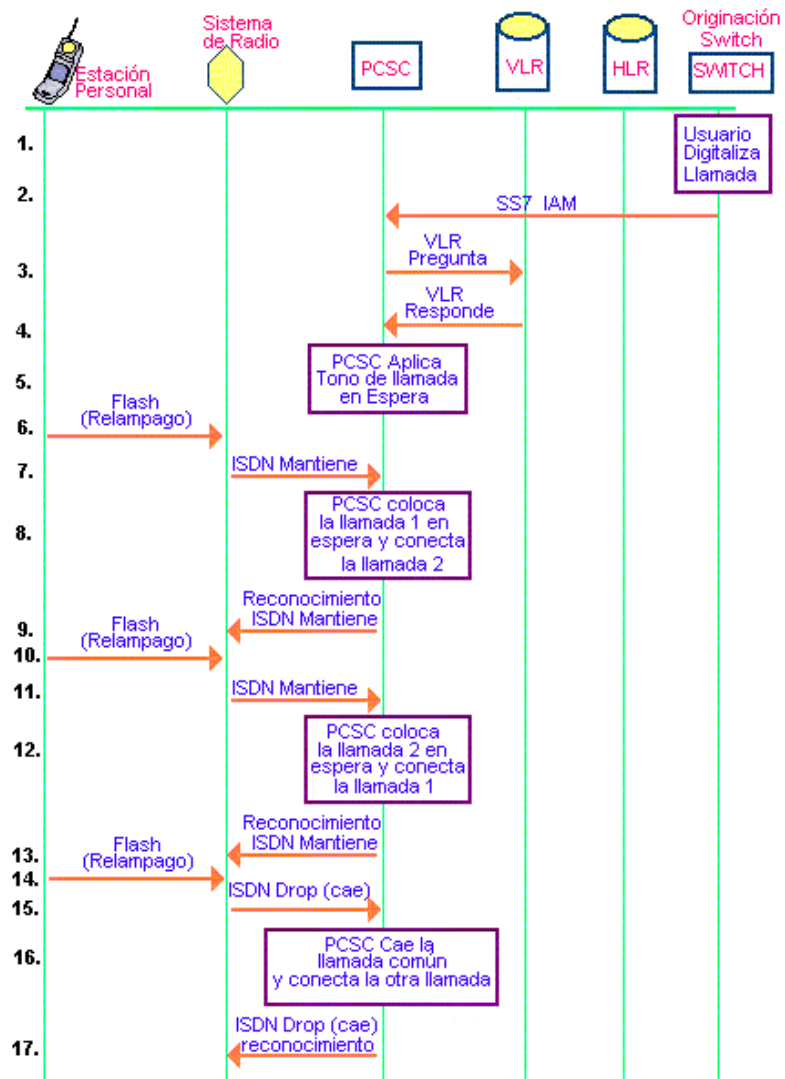 Estación
Personal
Sistema
de Radio
PCSC
VLR
HLR
Originación
Switch
SWITCH
1.
Usuario
Digitaliza
Llamada
2.
SS7 IAM
3.
VLR
Pregunta
4.
VLR
Responde
5.
PCSC Aplica
Tono de llamada
en Espera
6.
Flash
(Relampago)
7.
ISDN Mantiene
8.
PCSC coloca
la llamada 1 en
espera y conecta
la llamada 2
9.
Reconocimiento
ISDN Mantiene
10.
Flash
(Relampago)
11.
ISDN Mantiene
12.
PCSC coloca
la llamada 2 en
espera y conecta
la llamada 1
13.
Reconocimiento
ISDN Mantiene
14.
Flash
(Relampago)
15.
ISDN Drop (cae)
16.
PCSC Cae la
llamada común
y conecta la otra llamada
17.
ISDN Drop (cae)
reconocimiento